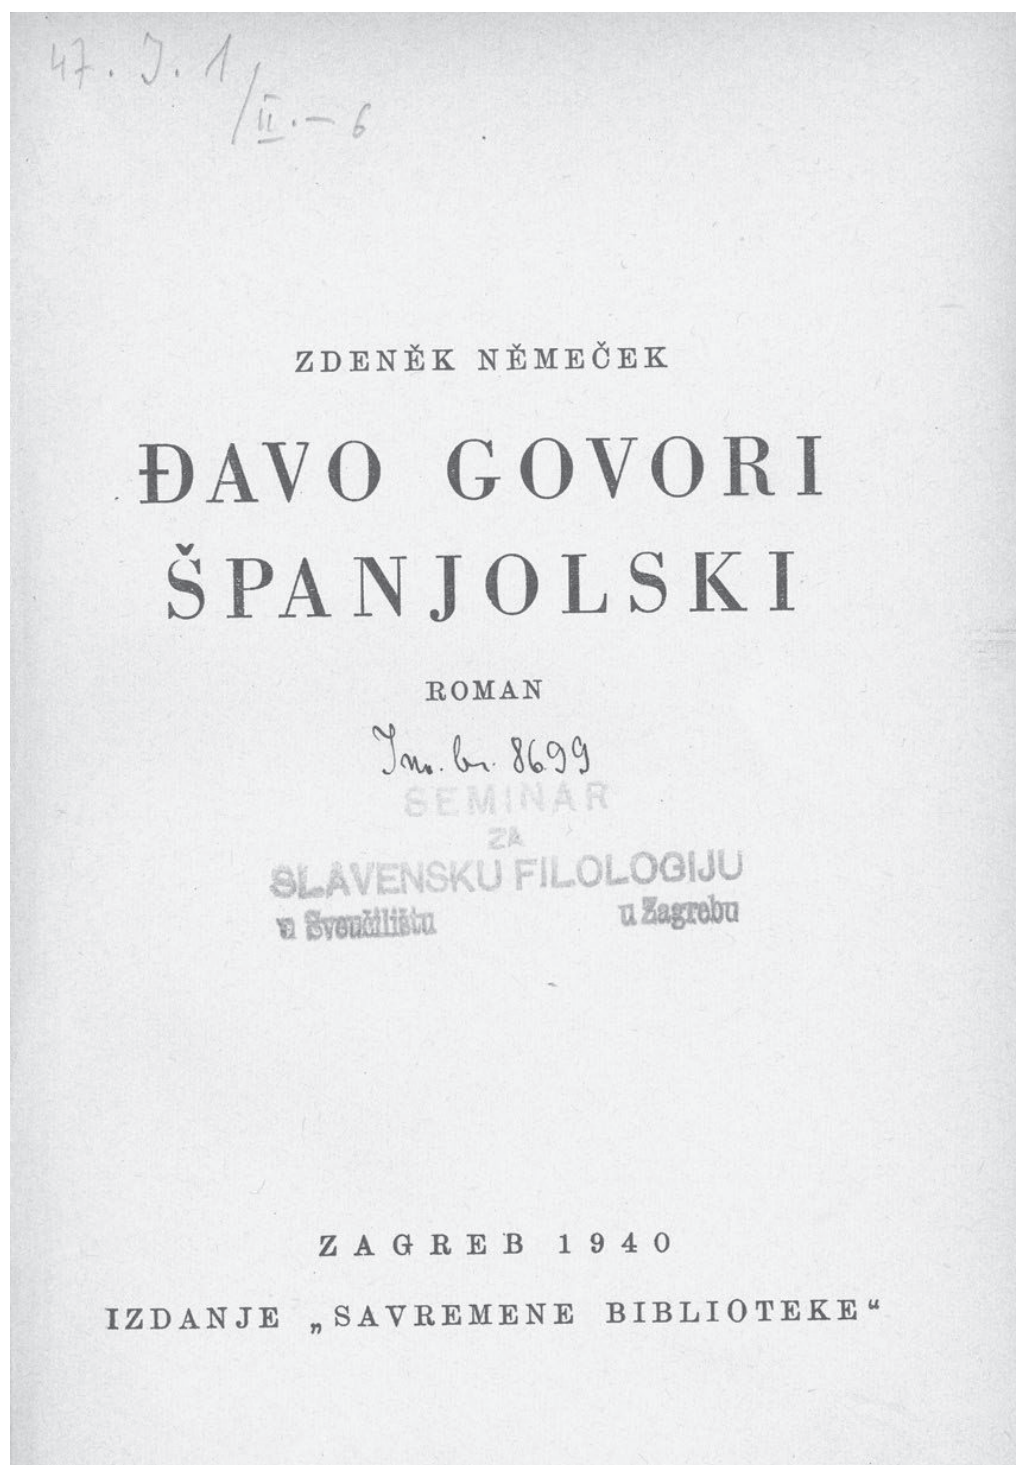 47. J. 1
/II. – 6
ZDENĚK NĚMEČEK
ĐAVO GOVORI
ŠPANJOLSKI
ROMAN
Inv. br. 8699
SEMINAR
ZA
SLAVENSKU FILOLOGIJU
u Sveučilištu u Zagrebu
ZAGREB 1940
IZDANJE „SAVREMENE BIBLIOTEKE“